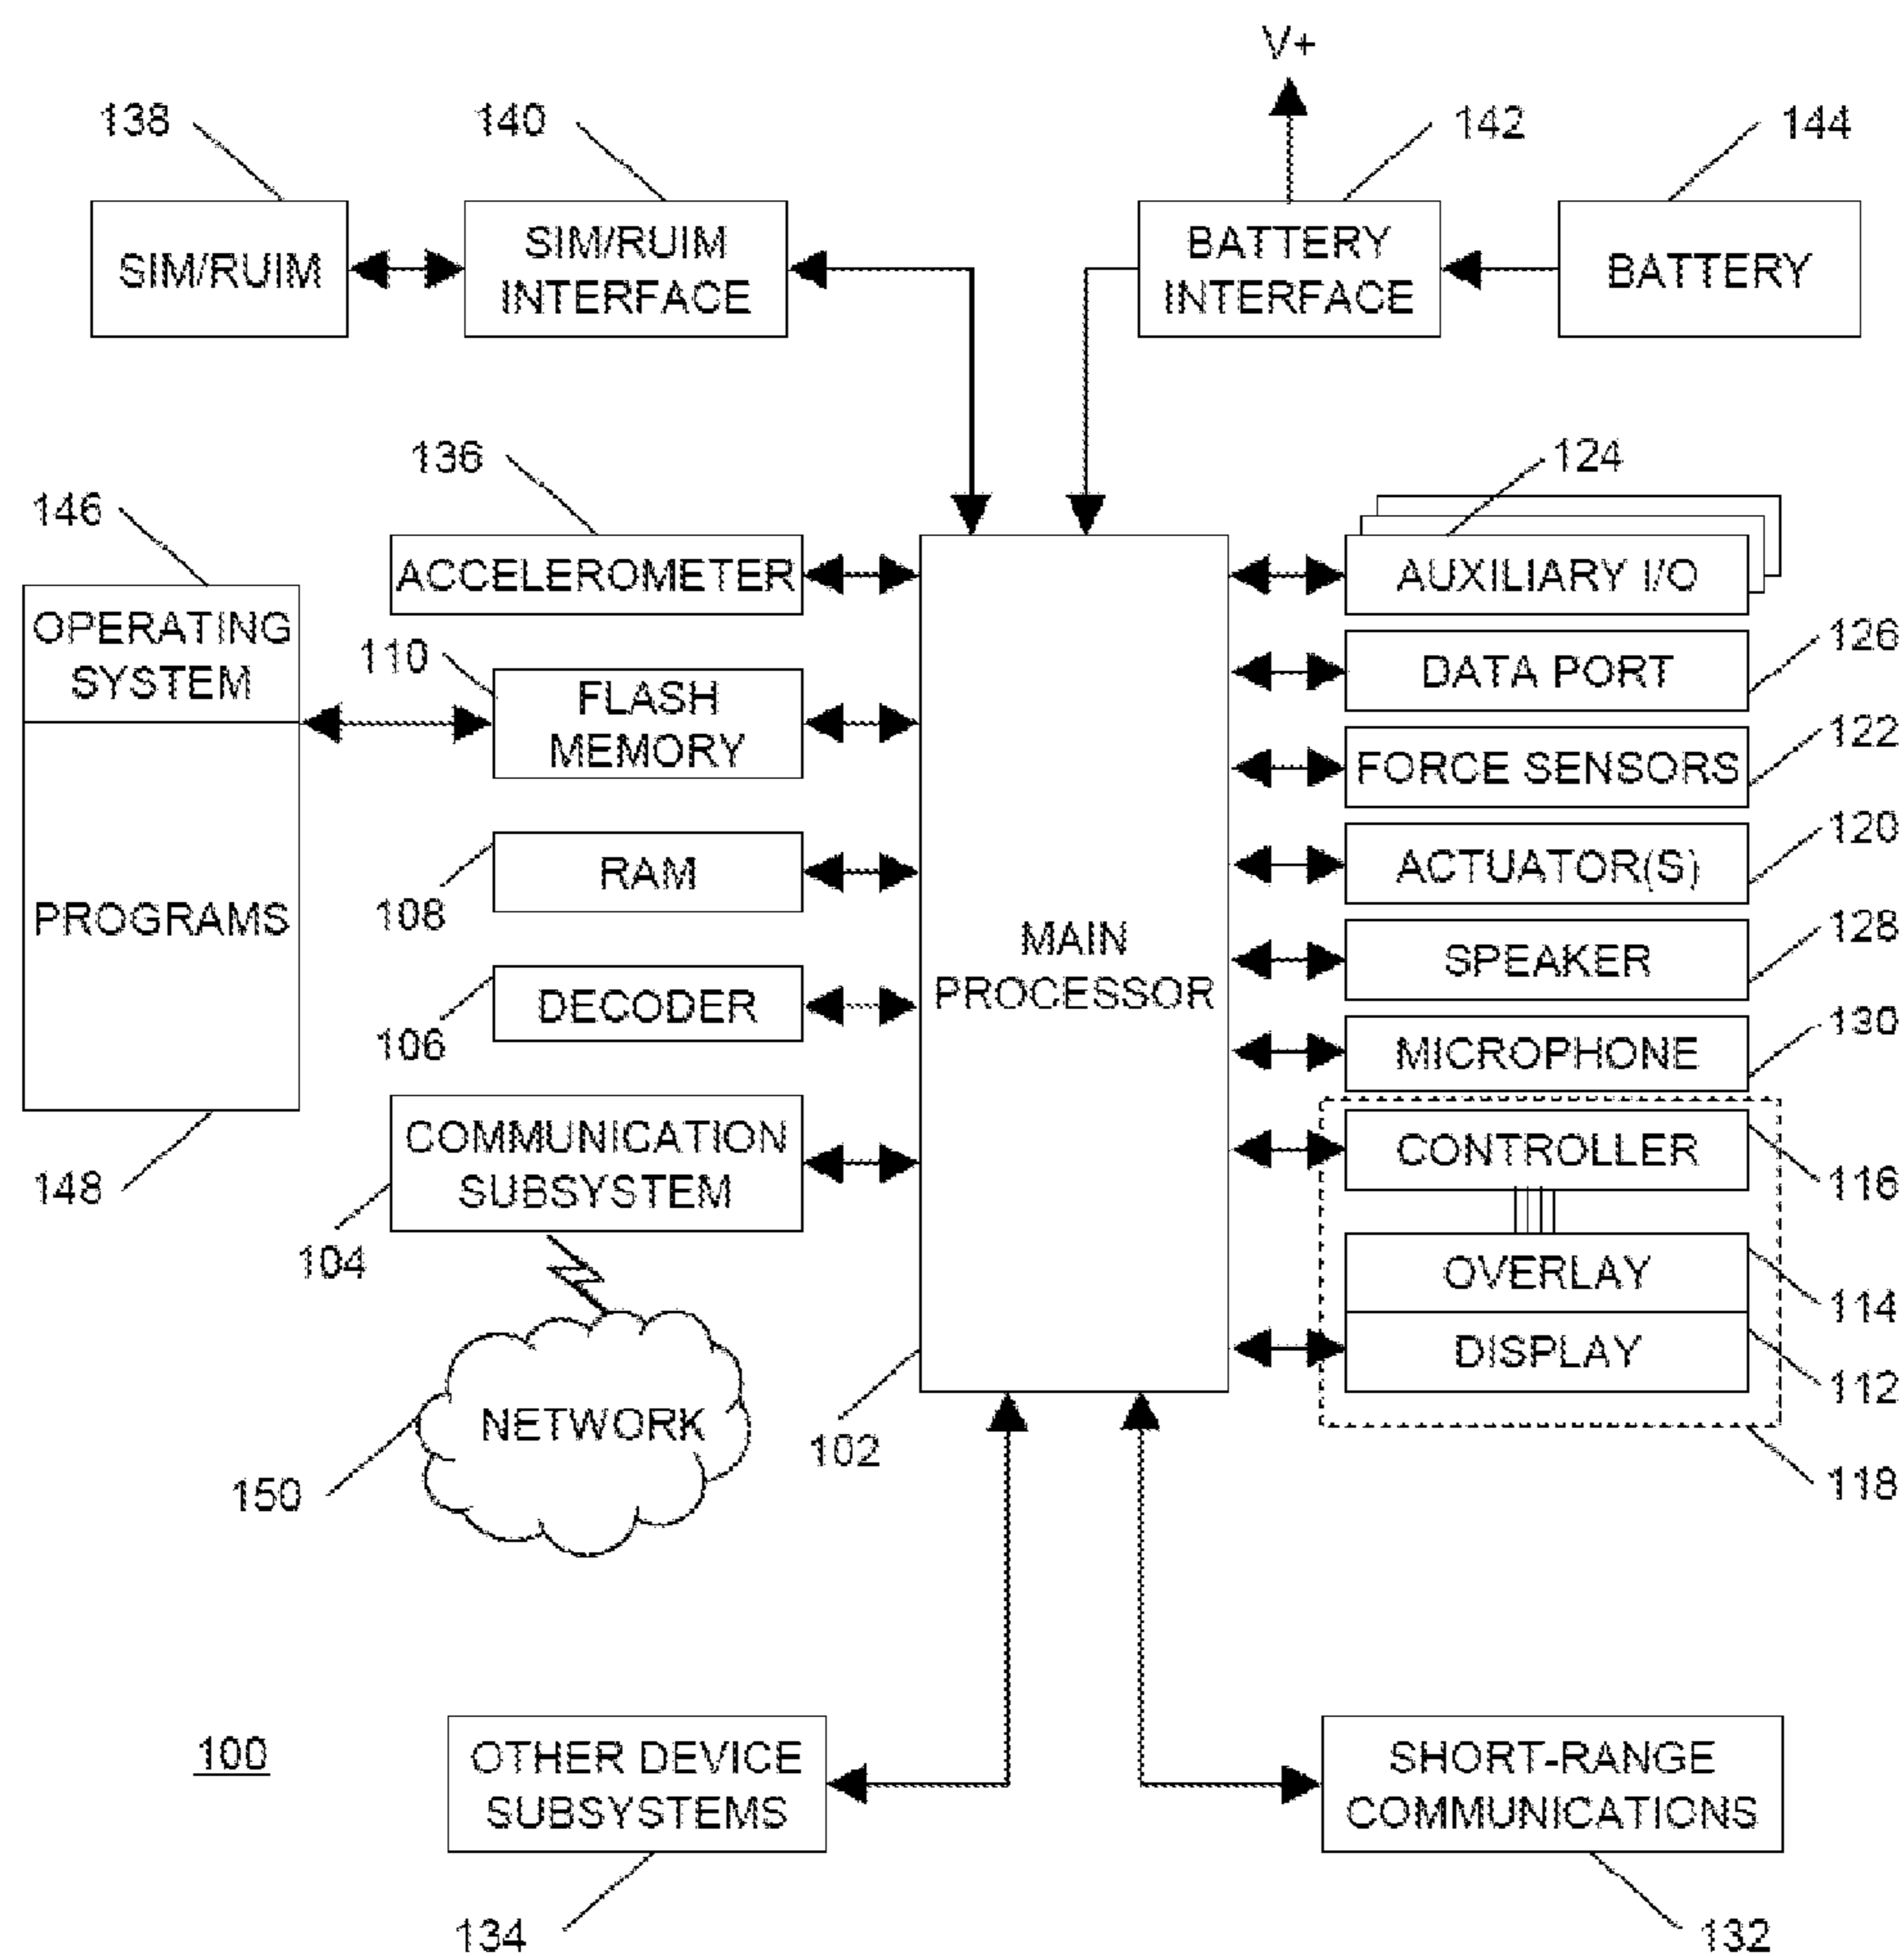 V+
138
140
142
144
SIM/RUIM
SIM/RUIM
INTERFACE
BATTERY
INTERFACE
BATTERY
136
124
146
ACCELEROMETER
AUXILIARY I/O
OPERATING
SYSTEM
110
FLASH
MEMORY
DATA PORT
126
FORCE SENSORS
122
PROGRAMS
RAM
108
ACTUATOR(S)
120
MAIN
PROCESSOR
SPEAKER
128
DECODER
106
MICROPHONE
130
148
COMMUNICATION
SUBSYSTEM
104
CONTROLLER
116
OVERLAY
114
DISPLAY
112
NETWORK
150
102
118
100
OTHER DEVICE
SUBSYSTEMS
SHORT-RANGE
COMMUNICATIONS
134
132